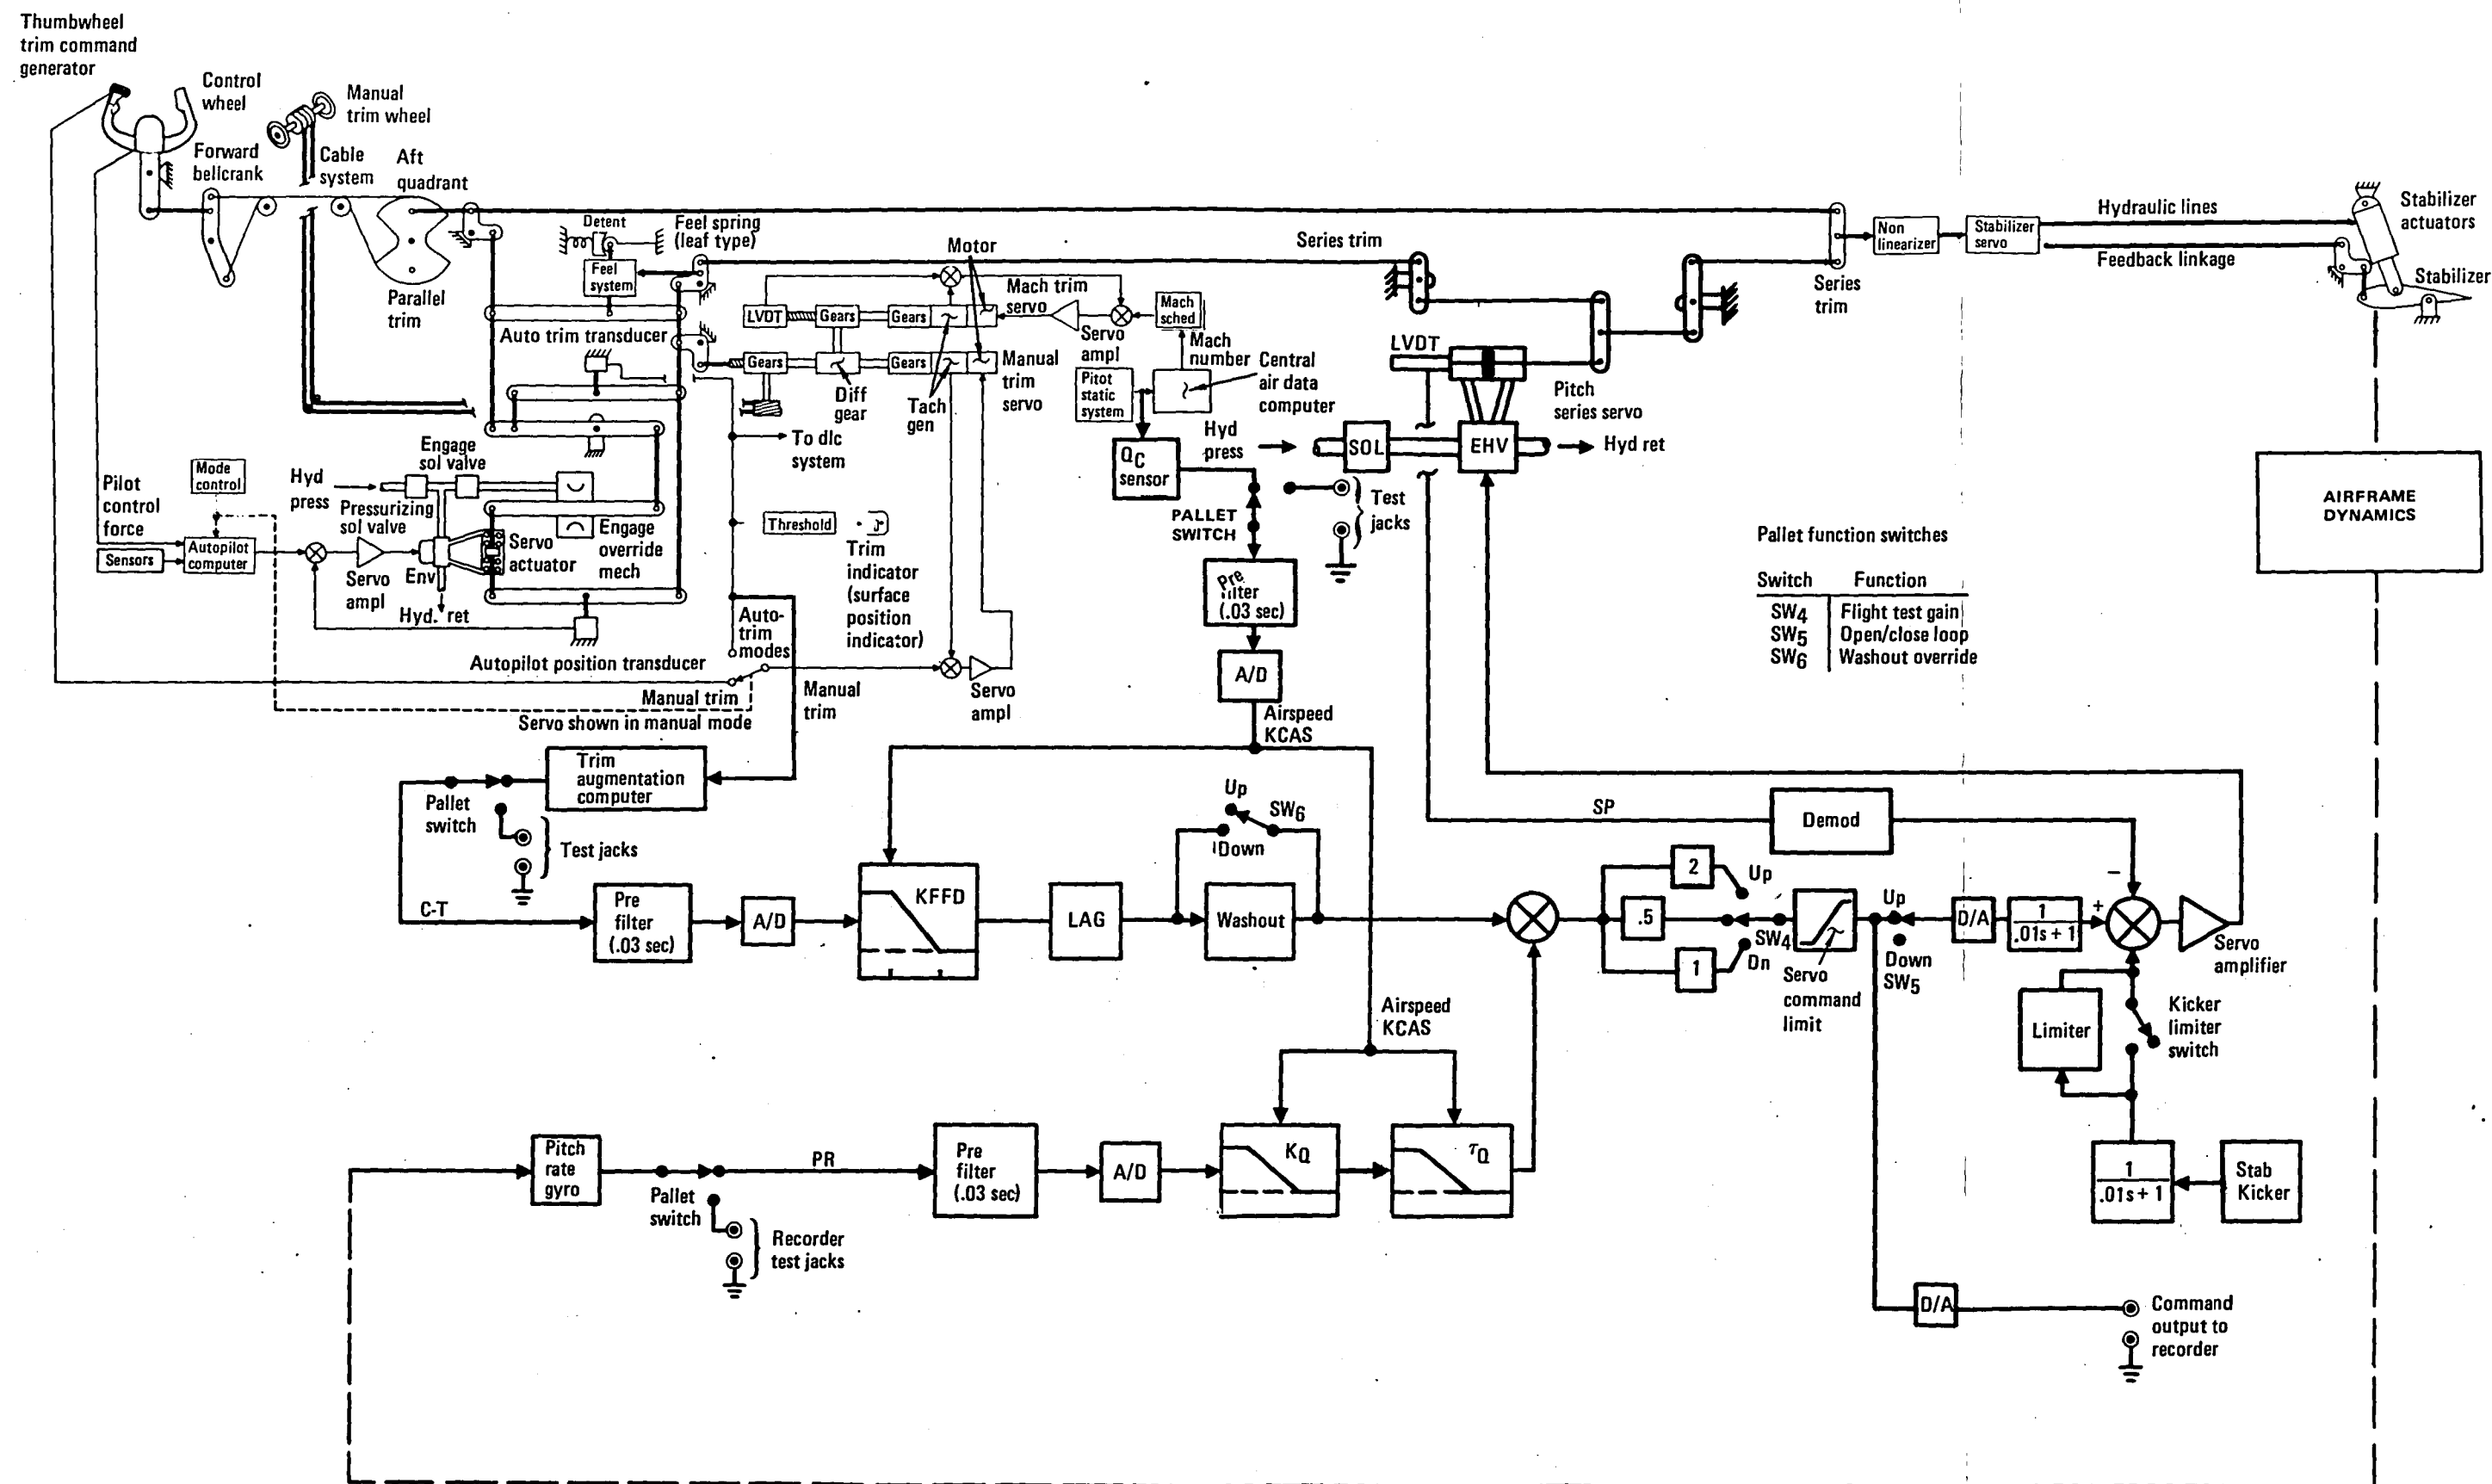 Thumbwheel
trim command
generator
Control
wheel
Manual
trim wheel
Forward
bellcrank
Cable
system
Aft
quadrant
Parallel
trim
Detent
Feel spring
(leaf type)
Feel
system
Motor
Series trim
Mach trim
servo
LVDT
Gears
Gears
Servo
ampl
Mach
sched
Mach
number
Auto trim transducer
Gears
Gears
Manual
trim
servo
Diff
gear
Tach
gen
Pitot
static
system
Central
air data
computer
LVDT
Pitch
series servo
Series
trim
Non
linearizer
Stabilizer
servo
Hydraulic lines
Feedback linkage
Stabilizer
actuators
Stabilizer
To dlc
system
Hyd
press
SOL
EHV
Hyd ret
QC
sensor
Test
jacks
PALLET
SWITCH
Engage
sol valve
Mode
control
Hyd
press
Pilot
control
force
Pressurizing
sol valve
Threshold
Engage
override
mech
Servo
actuator
Sensors
Autopilot
computer
Servo
ampl
Env
Hyd. ret
Trim
indicator
(surface
position
indicator)
Auto-
trim
modes
Autopilot position transducer
Manual trim
Servo shown in manual mode
Manual
trim
Servo
ampl
Pre
filter
(.03 sec)
A/D
Airspeed
KCAS
Pallet function switches
Switch Function
SW4 Flight test gain
SW5 Open/close loop
SW6 Washout override
AIRFRAME
DYNAMICS
Trim
augmentation
computer
Pallet
switch
Test jacks
Up
SW6
Down
SP
Demod
C-T
Pre
filter
(.03 sec)
A/D
KFFD
LAG
Washout
2
Up
.5
SW4
1
On
Servo
command
limit
Up
Down
SW5
D/A
1
.01s + 1
+
−
Servo
amplifier
Airspeed
KCAS
Limiter
Kicker
limiter
switch
Pitch
rate
gyro
PR
Pallet
switch
Recorder
test jacks
Pre
filter
(.03 sec)
A/D
KQ
τQ
1
.01s + 1
Stab
Kicker
D/A
Command
output to
recorder